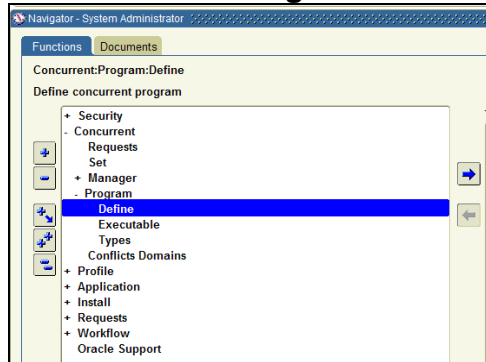 Navigator - System Administrator
Functions Documents
Concurrent:Program:Define
Define concurrent program
+ Security
- Concurrent
Requests
Set
+ Manager
- Program
Define
Executable
Types
Conflicts Domains
+ Profile
+ Application
+ Install
+ Requests
+ Workflow
Oracle Support